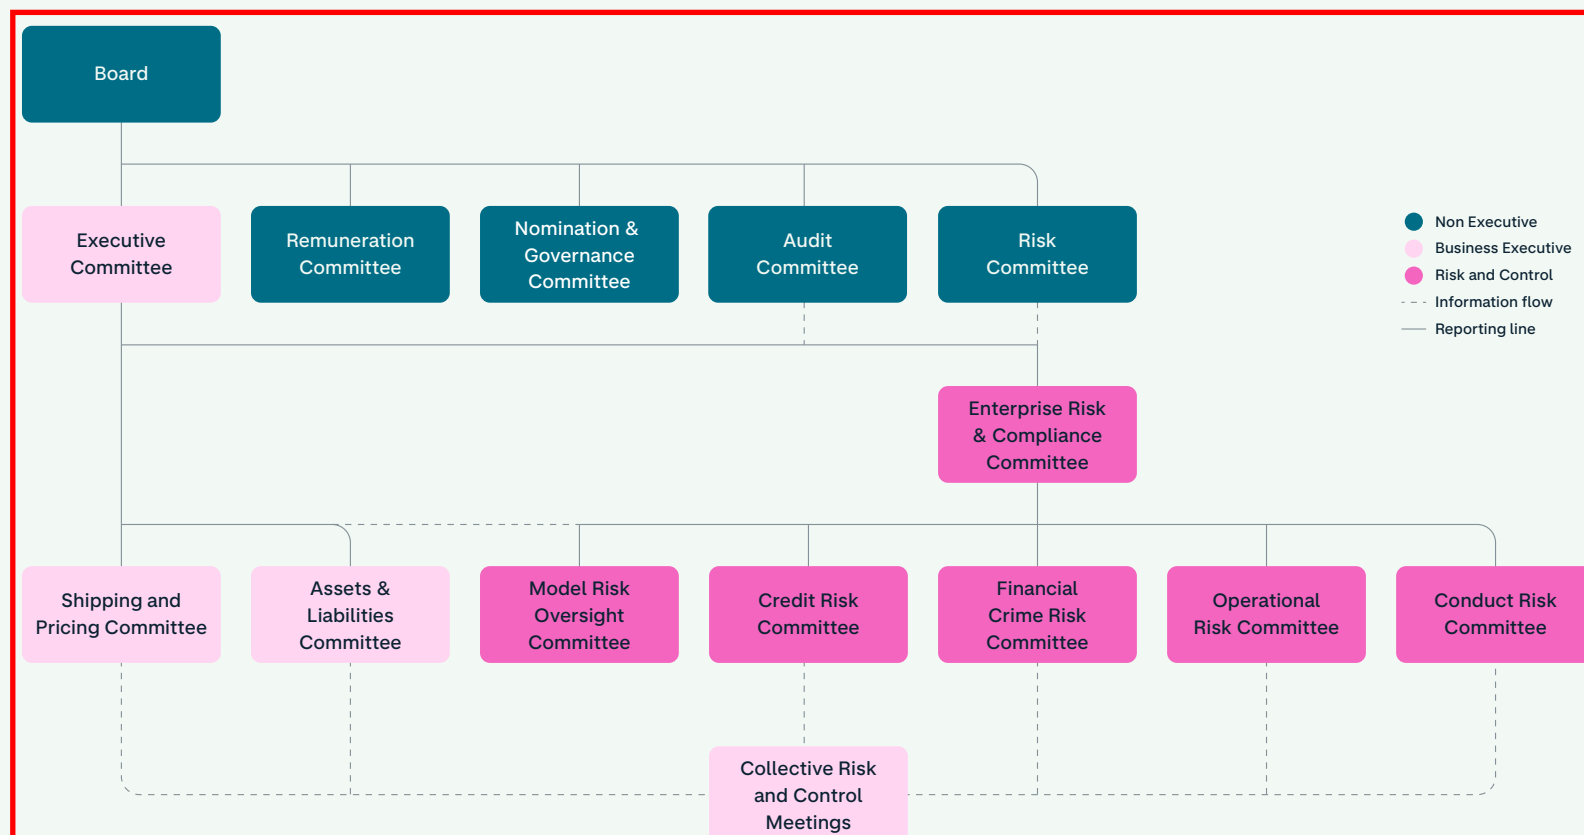 Board
Executive
Committee
Remuneration
Committee
Nomination &
Governance
Committee
Audit
Committee
Risk
Committee
Non Executive
Business Executive
Risk and Control
Information flow
Reporting line
Enterprise Risk
& Compliance
Committee
Shipping and
Pricing Committee
Assets &
Liabilities
Committee
Model Risk
Oversight
Committee
Credit Risk
Committee
Financial
Crime Risk
Committee
Operational
Risk Committee
Conduct Risk
Committee
Collective Risk
and Control
Meetings